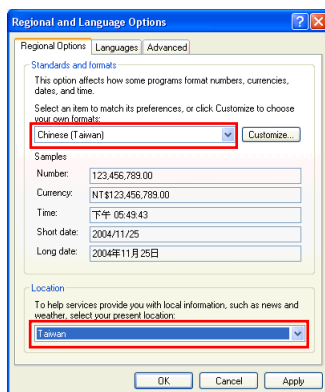 Regional and Language Options
Regional Options Languages Advanced
Standards and formats
This option affects how some programs format numbers, currencies,
dates, and time.
Select an item to match its preferences, or click Customize to choose
your own formats:
Chinese (Taiwan) Customize...
Samples
Number: 123,456,789.00
Currency: NT$123,456,789.00
Time: 下午 05:49:43
Short date: 2004/11/25
Long date: 2004年11月25日
Location
To help services provide you with local information, such as news and
weather, select your present location:
Taiwan
OK Cancel Apply